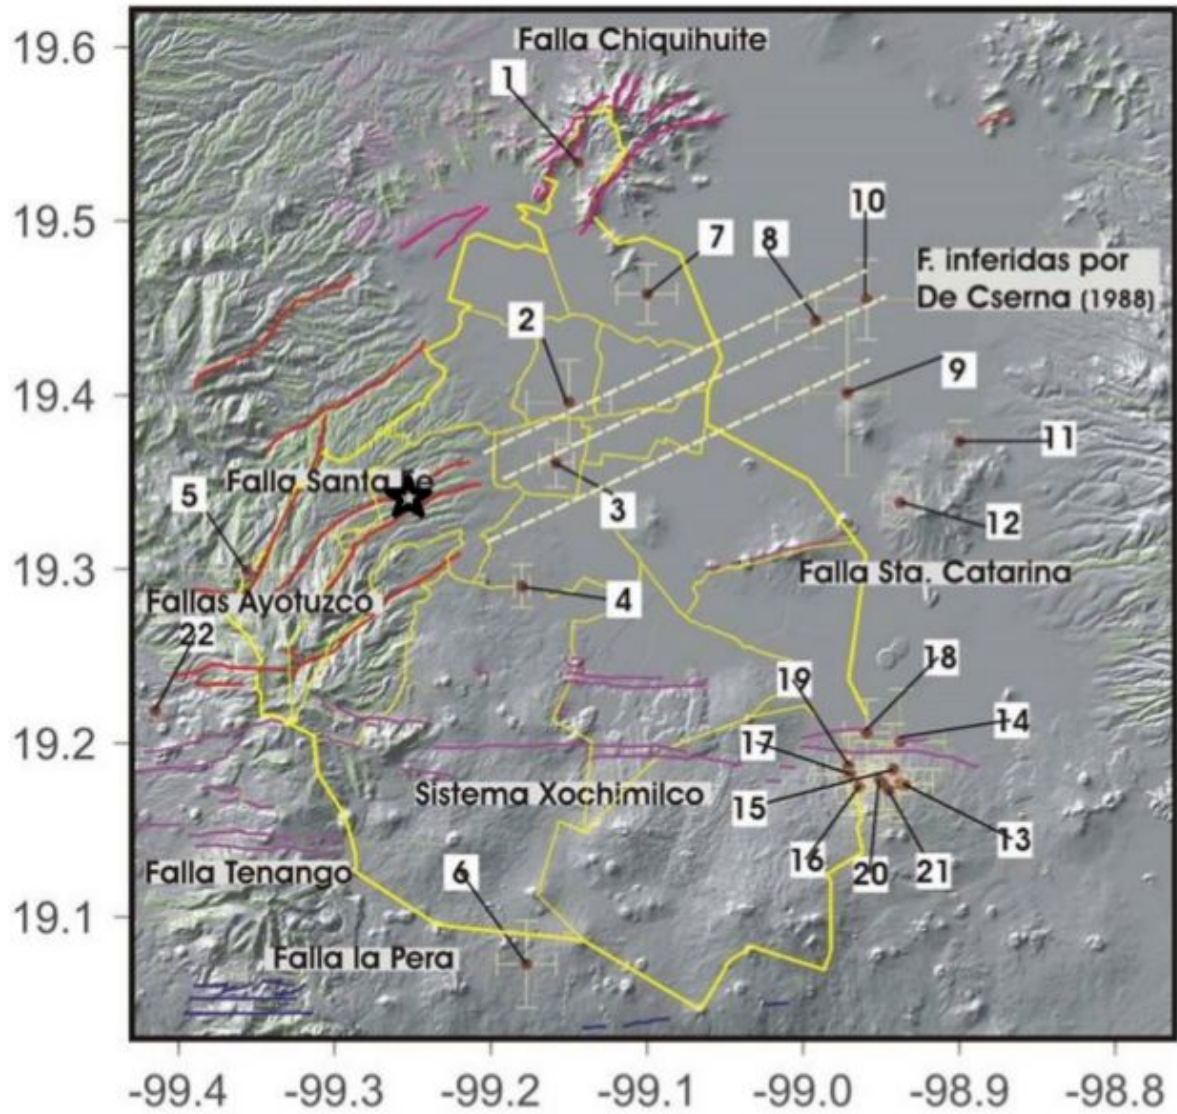 19.6
Falla Chiquihuite
1
19.5
10
7
8
F. inferidas por
De Cserna (1988)
2
19.4
9
11
Falla Santa Fe
5
3
12
19.3
Falla Sta. Catarina
Fallas Ayotuzco
4
22
18
19
14
19.2
17
Sistema Xochimilco
15
13
16
20
21
Falla Tenango
6
19.1
Falla la Pera
-99.4 -99.3 -99.2 -99.1 -99.0 -98.9 -98.8